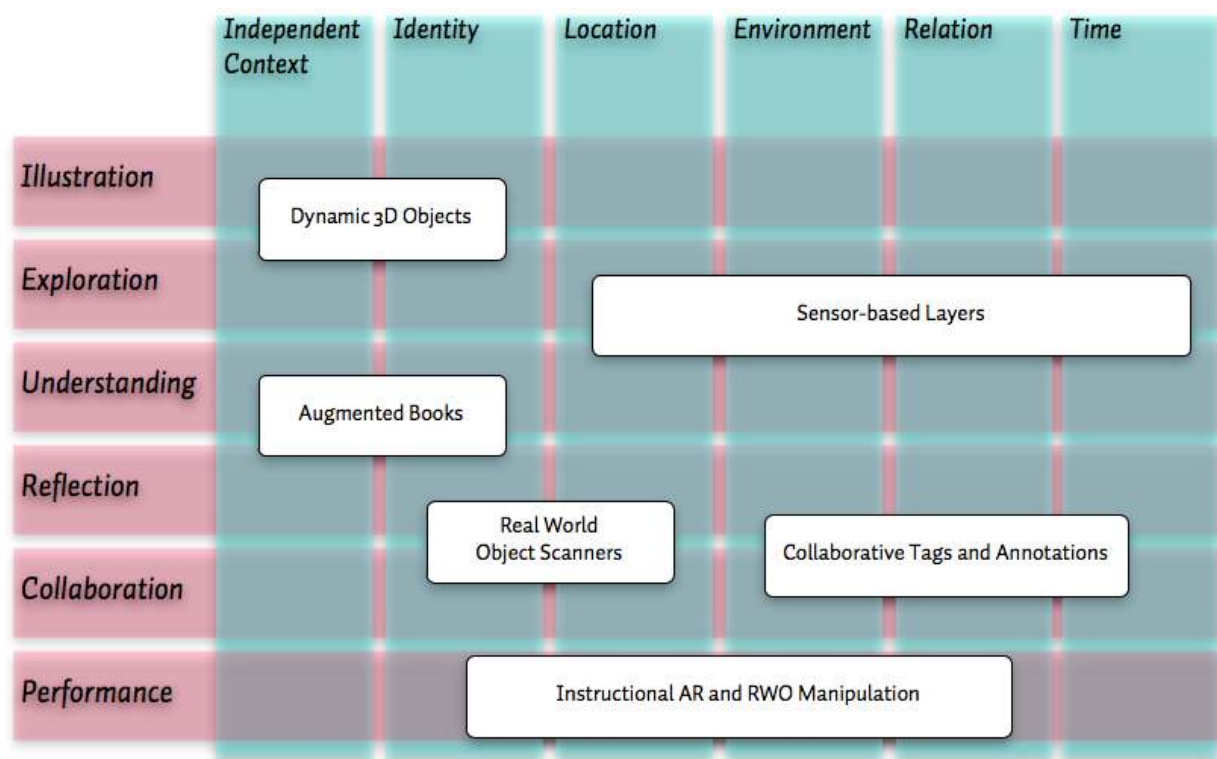 Independent Context
Identity
Location
Environment
Relation
Time
Illustration
Dynamic 3D Objects
Exploration
Sensor-based Layers
Understanding
Augmented Books
Reflection
Real World
Object Scanners
Collaborative Tags and Annotations
Collaboration
Performance
Instructional AR and RWO Manipulation